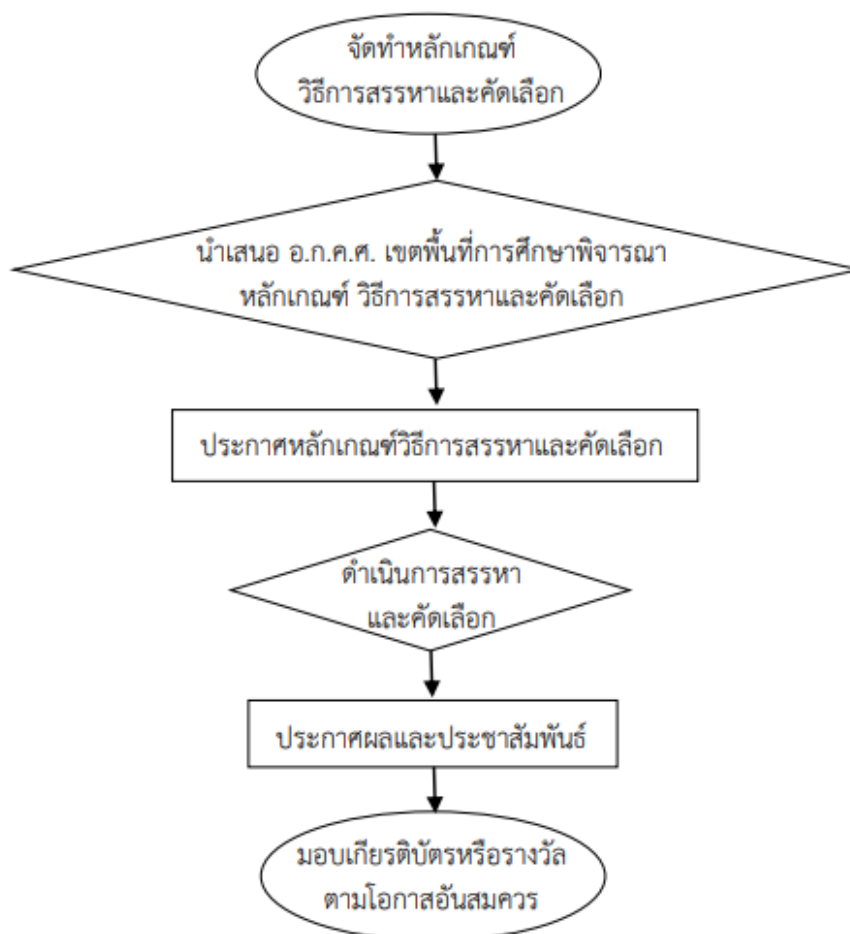 จัดทำหลักเกณฑ์
วิธีการสรรหาและคัดเลือก
นำเสนอ อ.ก.ค.ศ. เขตพื้นที่การศึกษาพิจารณา
หลักเกณฑ์ วิธีการสรรหาและคัดเลือก
ประกาศหลักเกณฑ์วิธีการสรรหาและคัดเลือก
ดำเนินการสรรหา
และคัดเลือก
ประกาศผลและประชาสัมพันธ์
มอบเกียรติบัตรหรือรางวัล
ตามโอกาสอันสมควร